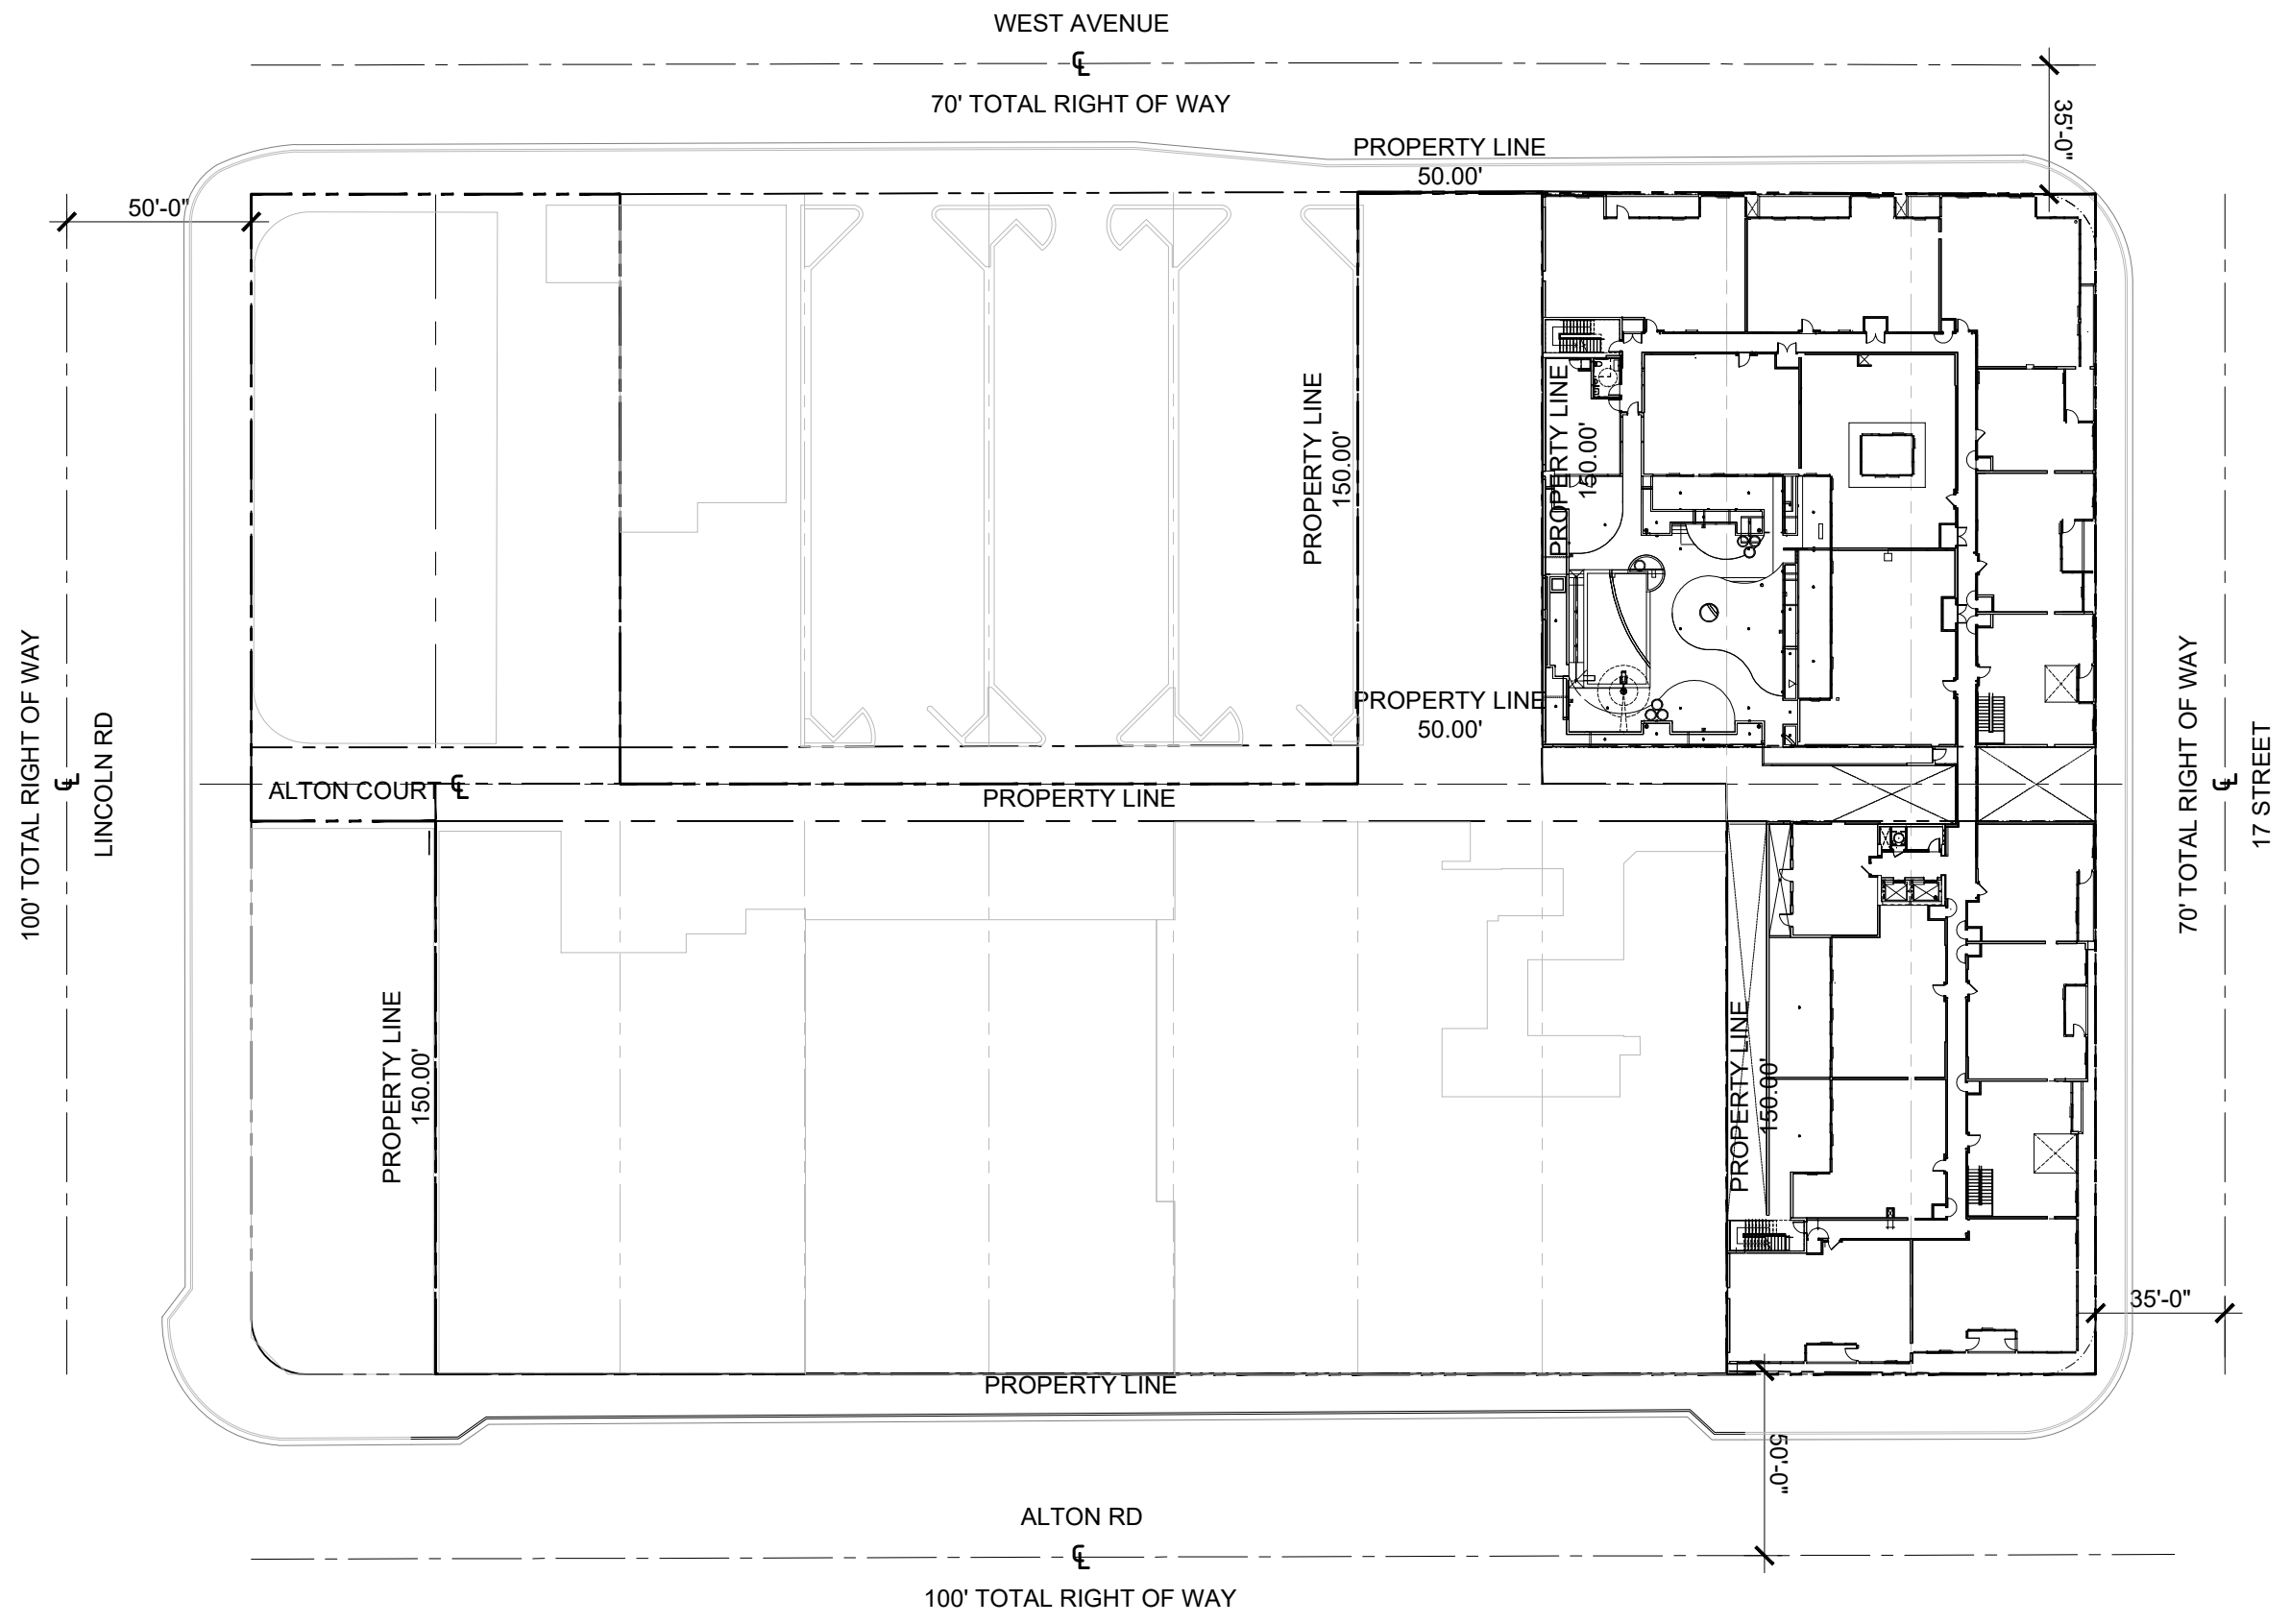 WEST AVENUE
℄
70' TOTAL RIGHT OF WAY
35'-0"
PROPERTY LINE
50.00'
50'-0"
PROPERTY LINE
150.00'
PROPERTY LINE
150.00'
100' TOTAL RIGHT OF WAY
℄
LINCOLN RD
PROPERTY LINE
50.00'
70' TOTAL RIGHT OF WAY
℄
17 STREET
ALTON COURT ℄
PROPERTY LINE
PROPERTY LINE
150.00'
PROPERTY LINE
150.00'
35'-0"
PROPERTY LINE
50'-0"
ALTON RD
℄
100' TOTAL RIGHT OF WAY